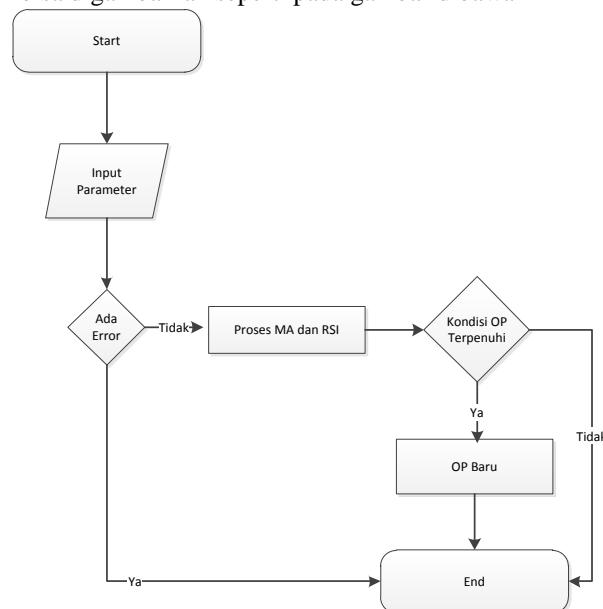 Start
Input
Parameter
Ada
Error
Tidak
Proses MA dan RSI
Kondisi OP
Terpenuhi
Ya
Tidak
OP Baru
Ya
End